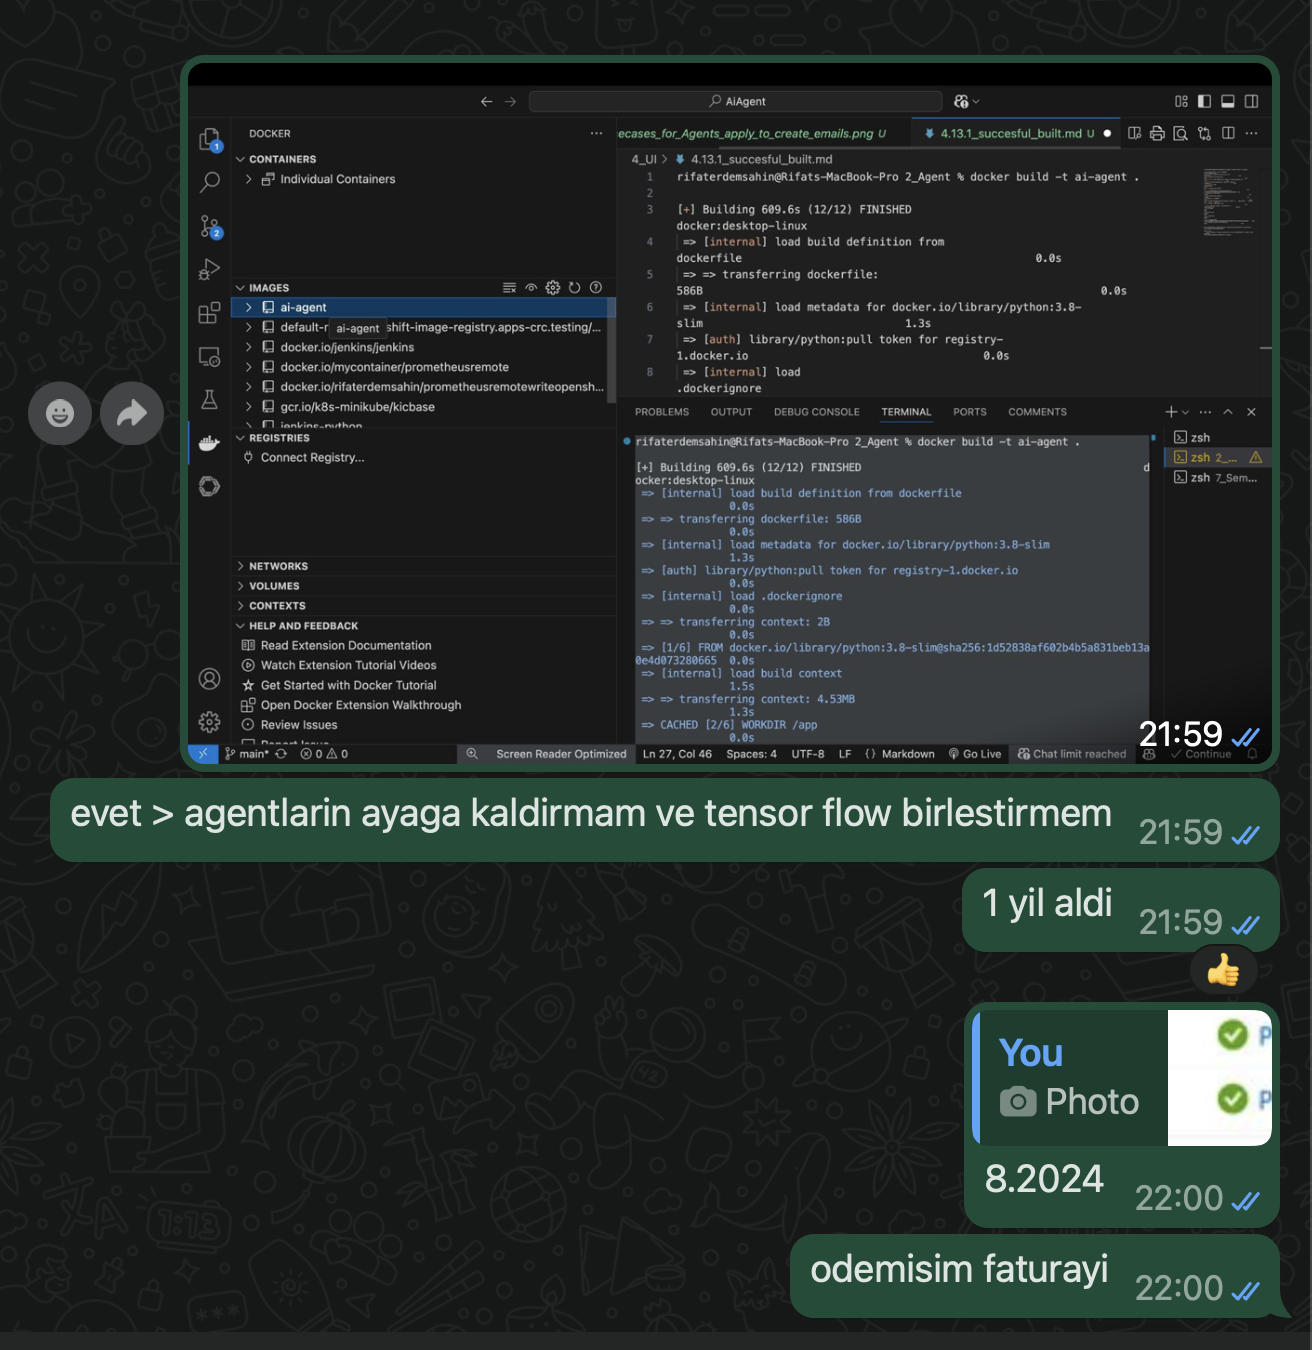 AiAgent
DOCKER
ecases_for_Agents_apply_to_create_emails.png U
4.13.1_succesful_built.md U
1
CONTAINERS
Individual Containers
4_UI > 4.13.1_succesful_built.md
1 rifaterdemsahin@Rifats-MacBook-Pro 2_Agent % docker build -t ai-agent .
2
3 [+] Building 609.6s (12/12) FINISHED
docker:desktop-linux
4 => [internal] load build definition from
dockerfile 0.0s
5 => => transferring dockerfile:
586B 0.0s
6 => [internal] load metadata for docker.io/library/python:3.8-
slim 1.3s
7 => [auth] library/python:pull token for registry-
1.docker.io 0.0s
8 => [internal] load
.dockerignore
2
IMAGES
ai-agent
default-r
ai-agent
shift-image-registry.apps-crc.testing/...
docker.io/jenkins/jenkins
docker.io/mycontainer/prometheusremote
docker.io/rifaterdemsahin/prometheusremotewriteopensh...
gcr.io/k8s-minikube/kicbase
jenkins-python
REGISTRIES
Connect Registry...
NETWORKS
VOLUMES
CONTEXTS
HELP AND FEEDBACK
Read Extension Documentation
Watch Extension Tutorial Videos
Get Started with Docker Tutorial
Open Docker Extension Walkthrough
Review Issues
Report Issue
PROBLEMS OUTPUT DEBUG CONSOLE TERMINAL PORTS COMMENTS
rifaterdemsahin@Rifats-MacBook-Pro 2_Agent % docker build -t ai-agent .
[+] Building 609.6s (12/12) FINISHED d
ocker:desktop-linux
=> [internal] load build definition from dockerfile
0.0s
=> => transferring dockerfile: 586B
0.0s
=> [internal] load metadata for docker.io/library/python:3.8-slim
1.3s
=> [auth] library/python:pull token for registry-1.docker.io
0.0s
=> [internal] load .dockerignore
0.0s
=> => transferring context: 2B
0.0s
=> [1/6] FROM docker.io/library/python:3.8-slim@sha256:1d52838af602b4b5a831beb13a
0e4d073280665 0.0s
=> [internal] load build context
1.5s
=> => transferring context: 4.53MB
1.3s
=> CACHED [2/6] WORKDIR /app
0.0s
zsh
zsh 2_...
zsh 7_Sem...
21:59
main* 0 0 Screen Reader Optimized Ln 27, Col 46 Spaces: 4 UTF-8 LF {} Markdown Go Live Chat limit reached Continue
evet > agentlarin ayaga kaldirmam ve tensor flow birlestirmem 21:59
1 yil aldi 21:59
You
Photo
P
P
8.2024 22:00
odemisim faturayi 22:00